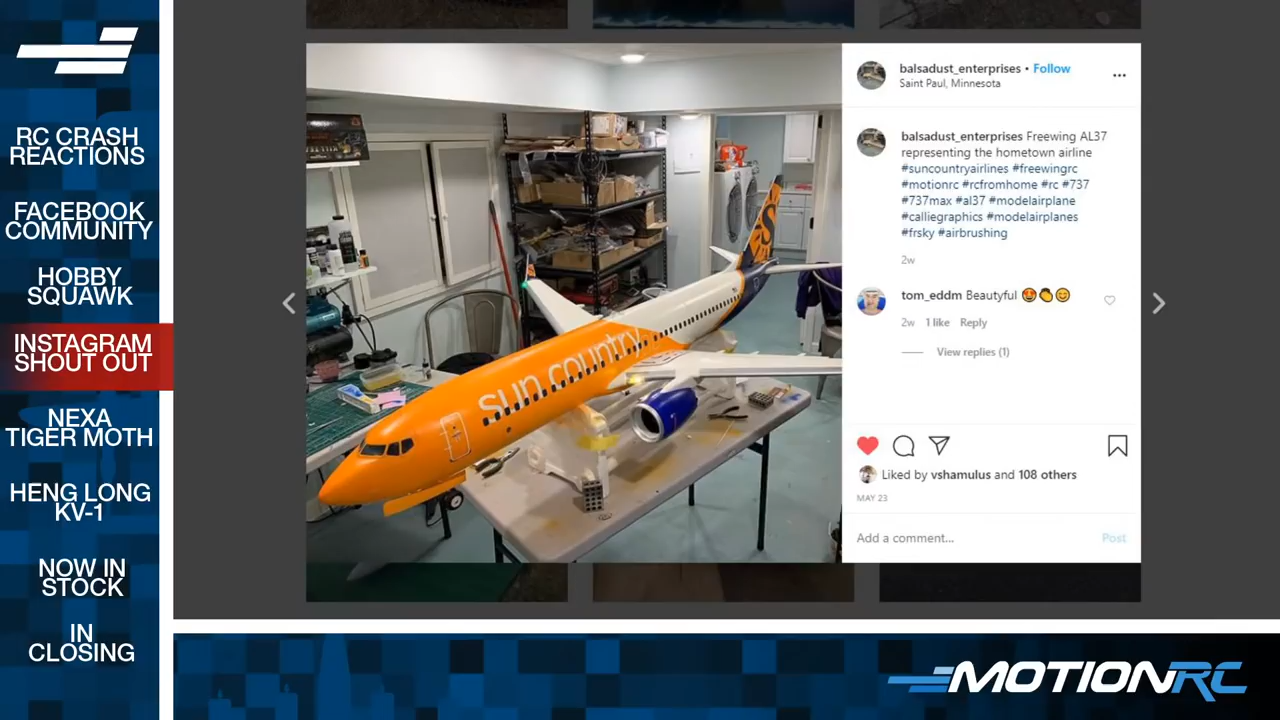 RC CRASH
REACTIONS
FACEBOOK
COMMUNITY
HOBBY
SQUAWK
INSTAGRAM
SHOUT OUT
NEXA
TIGER MOTH
HENG LONG
KV-1
NOW IN
STOCK
IN
CLOSING
sun country
balsadust_enterprises • Follow
Saint Paul, Minnesota
balsadust_enterprises Freewing AL37
representing the hometown airline
#suncountryairlines #freewingrc
#motionrc #rcfromhome #rc #737
#737max #al37 #modelairplane
#calliegraphics #modelairplanes
#frsky #airbrushing
2w
tom_eddm Beautyful 😍👏😊
2w 1 like Reply
View replies (1)
Liked by vshamulus and 108 others
MAY 23
Add a comment...
Post
MOTIONRC